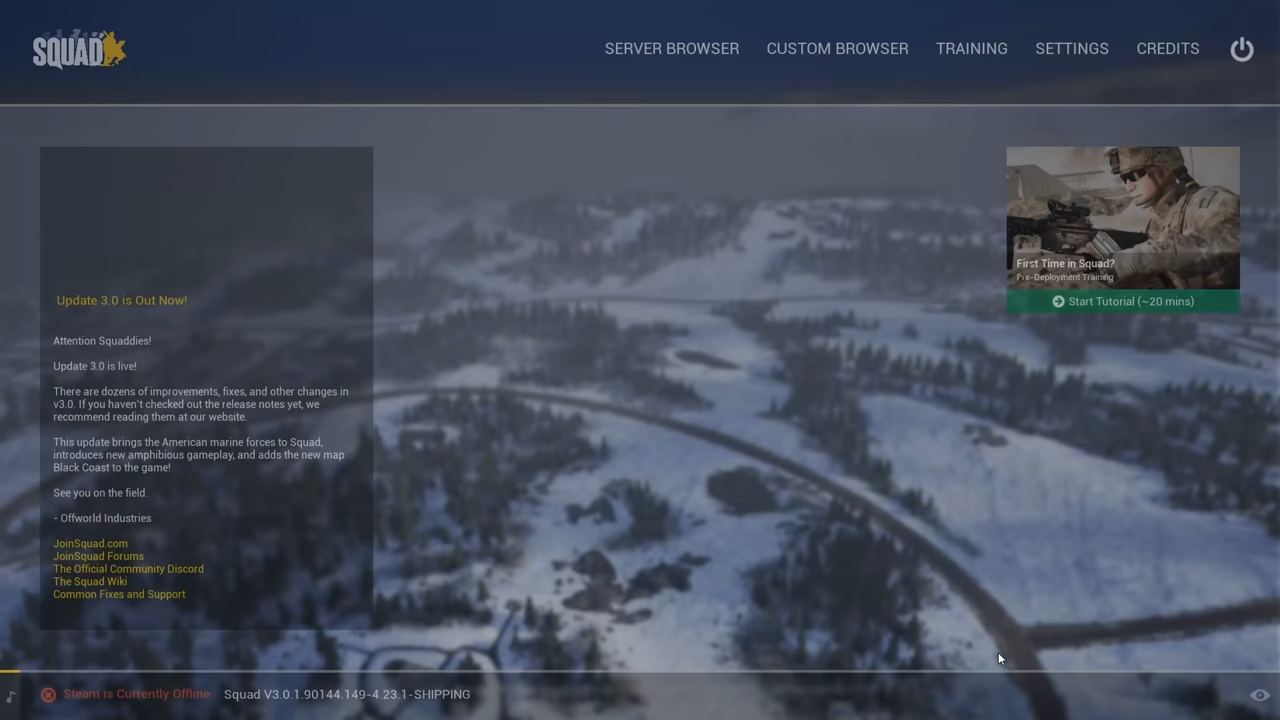 SQUAD
SERVER BROWSER
CUSTOM BROWSER
TRAINING
SETTINGS
CREDITS
First Time in Squad?
Pre-Deployment Training
Start Tutorial (~20 mins)
Update 3.0 is Out Now!
Attention Squaddies!
Update 3.0 is live!
There are dozens of improvements, fixes, and other changes in
v3.0. If you haven't checked out the release notes yet, we
recommend reading them at our website.
This update brings the American marine forces to Squad,
introduces new amphibious gameplay, and adds the new map
Black Coast to the game!
See you on the field.
- Offworld Industries
JoinSquad.com
JoinSquad Forums
The Official Community Discord
The Squad Wiki
Common Fixes and Support
Steam is Currently Offline
Squad V3.0.1.90144.149-4.23.1-SHIPPING